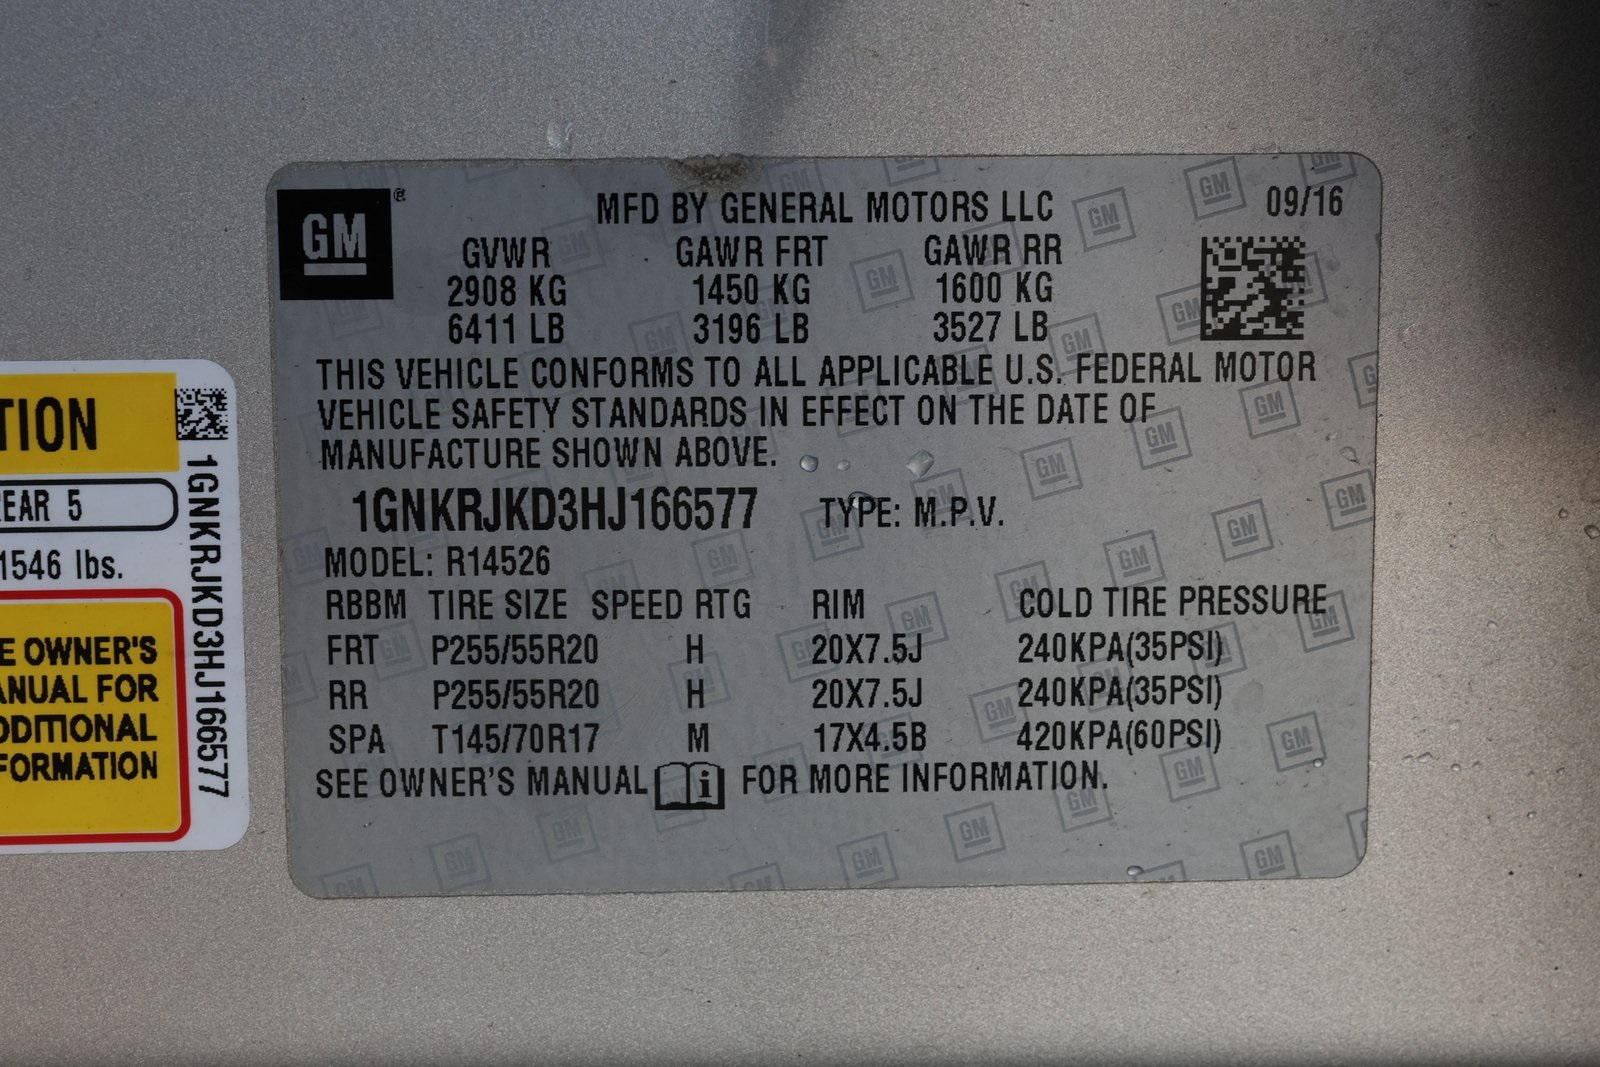 GM®
MFD BY GENERAL MOTORS LLC 09/16
GVWR GAWR FRT GAWR RR
2908 KG 1450 KG 1600 KG
6411 LB 3196 LB 3527 LB
THIS VEHICLE CONFORMS TO ALL APPLICABLE U.S. FEDERAL MOTOR
VEHICLE SAFETY STANDARDS IN EFFECT ON THE DATE OF
MANUFACTURE SHOWN ABOVE.
1GNKRJKD3HJ166577 TYPE: M.P.V.
MODEL: R14526
RBBM TIRE SIZE SPEED RTG RIM COLD TIRE PRESSURE
FRT P255/55R20 H 20X7.5J 240KPA(35PSI)
RR P255/55R20 H 20X7.5J 240KPA(35PSI)
SPA T145/70R17 M 17X4.5B 420KPA(60PSI)
SEE OWNER'S MANUAL i FOR MORE INFORMATION.
TION
REAR 5
1546 lbs.
E OWNER'S
ANUAL FOR
DDITIONAL
FORMATION
1GNKRJKD3HJ166577